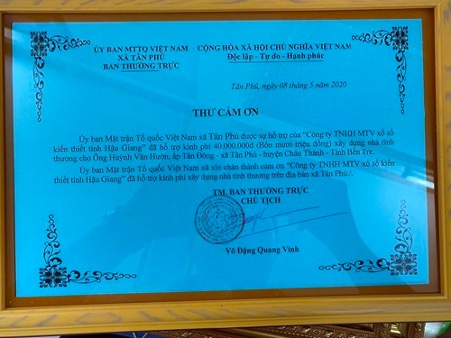 ỦY BAN MTTQ VIỆT NAM
XÃ TÂN PHÚ
BAN THƯỜNG TRỰC
CỘNG HÒA XÃ HỘI CHỦ NGHĨA VIỆT NAM
Độc lập - Tự do - Hạnh phúc
Tân Phú, ngày 08 tháng 5 năm 2020
THƯ CẢM ƠN
Ủy ban Mặt trận Tổ quốc Việt Nam xã Tân Phú được sự hỗ trợ của "Công ty TNHH MTV xổ số
kiến thiết tỉnh Hậu Giang" đã hỗ trợ kinh phí 40.000.000đ (Bốn mươi triệu đồng) xây dựng nhà tình
thương cho Ông Huỳnh Văn Hườn, ấp Tân Đông - xã Tân Phú - huyện Châu Thành - Tỉnh Bến Tre.
Ủy ban Mặt trận Tổ quốc Việt Nam xã xin chân thành cảm ơn "Công ty TNHH MTV xổ số kiến
thiết tỉnh Hậu Giang" đã hỗ trợ kinh phí xây dựng nhà tình thương trên địa bàn xã Tân Phú./.
TM. BAN THƯỜNG TRỰC
CHỦ TỊCH
Võ Đặng Quang Vinh